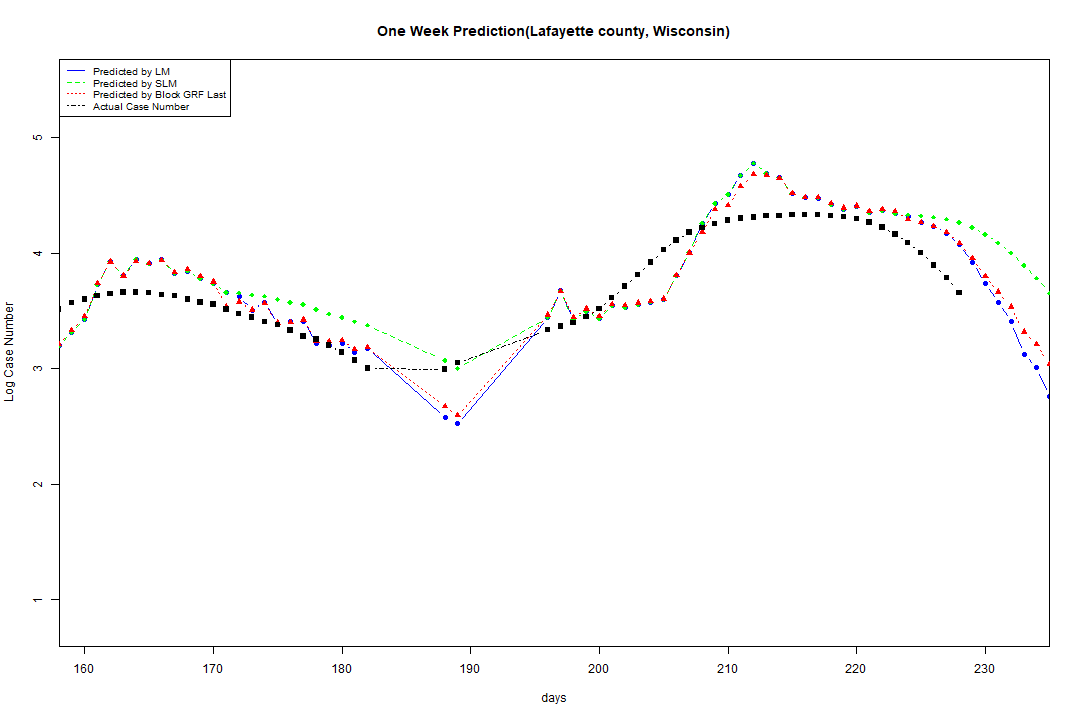 One Week Prediction(Lafayette county, Wisconsin)
Predicted by LM
Predicted by SLM
Predicted by Block GRF Last
Actual Case Number
5
4
3
2
1
Log Case Number
160 170 180 190 200 210 220 230
days